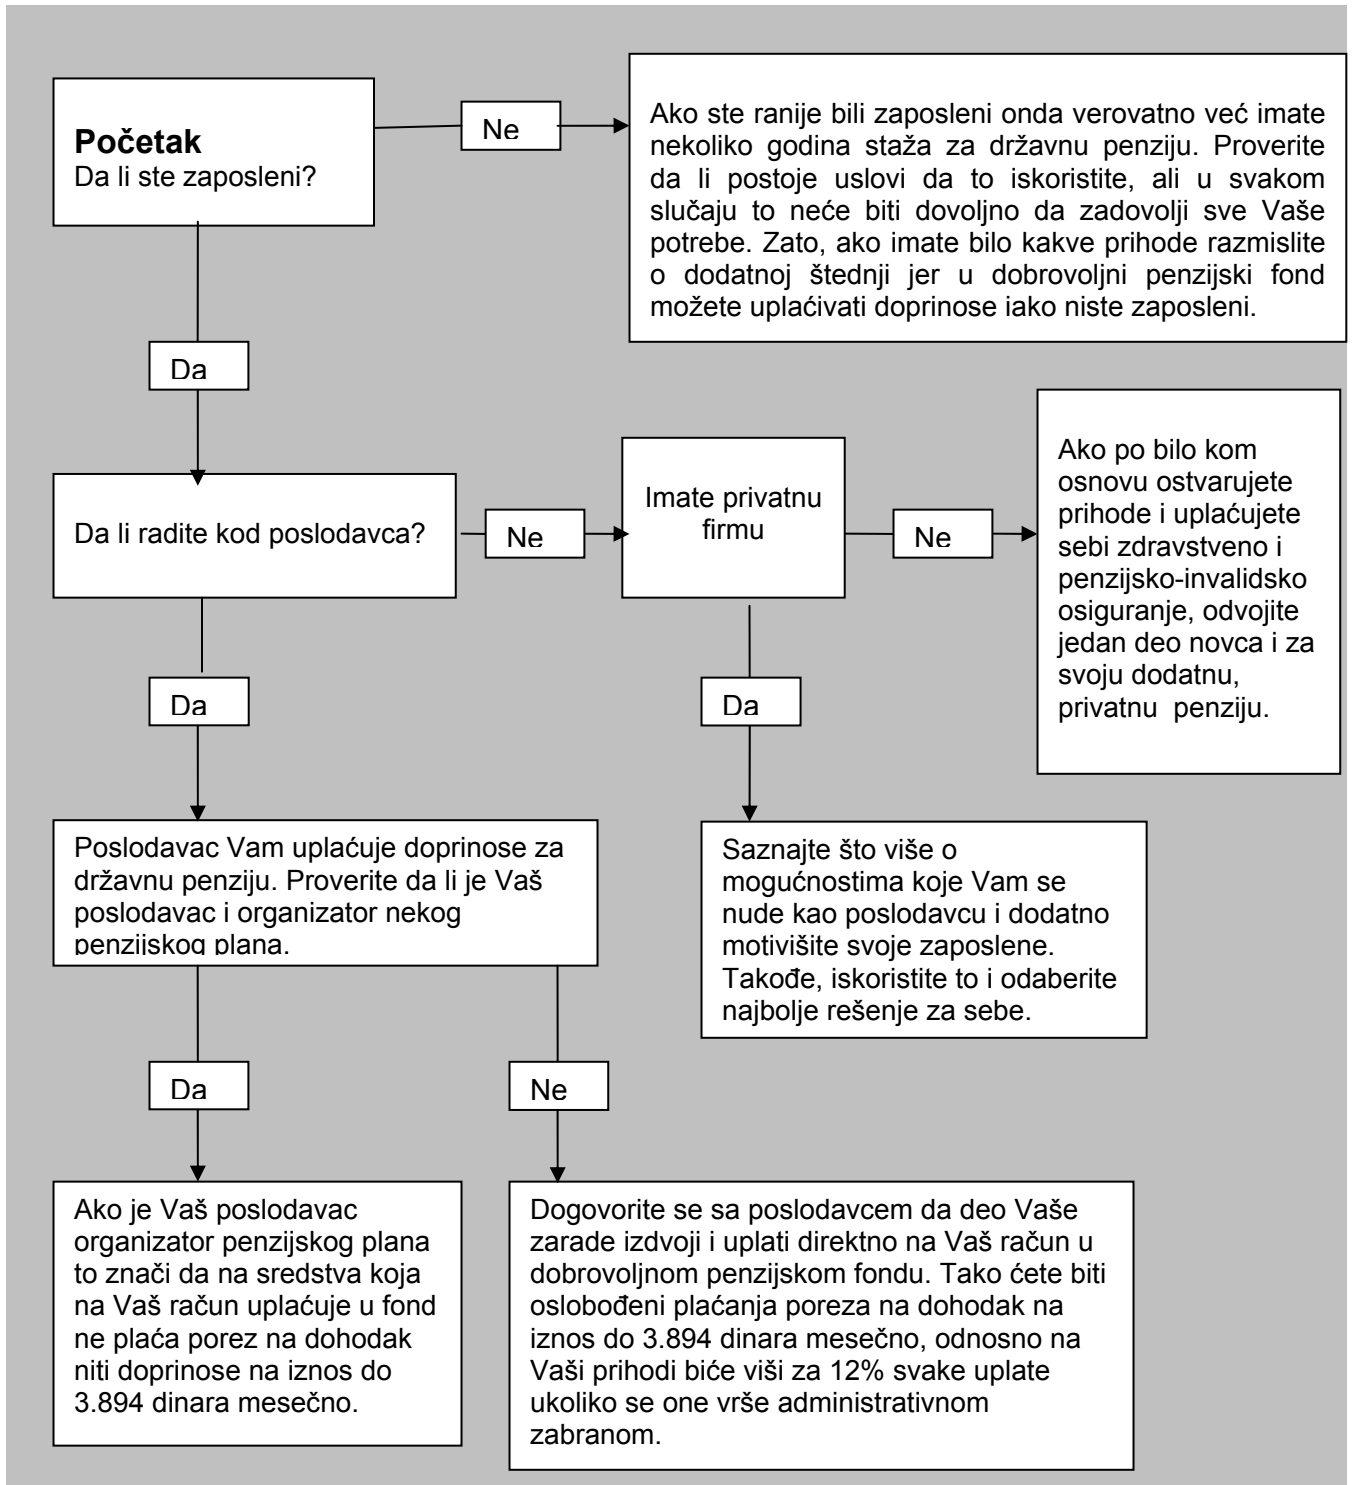 Početak
Da li ste zaposleni?
Ne
Ako ste ranije bili zaposleni onda verovatno već imate
nekoliko godina staža za državnu penziju. Proverite
da li postoje uslovi da to iskoristite, ali u svakom
slučaju to neće biti dovoljno da zadovolji sve Vaše
potrebe. Zato, ako imate bilo kakve prihode razmislite
o dodatnoj štednji jer u dobrovoljni penzijski fond
možete uplaćivati doprinose iako niste zaposleni.
Da
Da li radite kod poslodavca?
Ne
Imate privatnu
firmu
Ne
Ako po bilo kom
osnovu ostvarujete
prihode i uplaćujete
sebi zdravstveno i
penzijsko-invalidsko
osiguranje, odvojite
jedan deo novca i za
svoju dodatnu,
privatnu penziju.
Da
Da
Poslodavac Vam uplaćuje doprinose za
državnu penziju. Proverite da li je Vaš
poslodavac i organizator nekog
penzijskog plana.
Saznajte što više o
mogućnostima koje Vam se
nude kao poslodavcu i dodatno
motivišite svoje zaposlene.
Takođe, iskoristite to i odaberite
najbolje rešenje za sebe.
Da
Ne
Ako je Vaš poslodavac
organizator penzijskog plana
to znači da na sredstva koja
na Vaš račun uplaćuje u fond
ne plaća porez na dohodak
niti doprinose na iznos do
3.894 dinara mesečno.
Dogovorite se sa poslodavcem da deo Vaše
zarade izdvoji i uplati direktno na Vaš račun u
dobrovoljnom penzijskom fondu. Tako ćete biti
oslobođeni plaćanja poreza na dohodak na
iznos do 3.894 dinara mesečno, odnosno na
Vaši prihodi biće viši za 12% svake uplate
ukoliko se one vrše administrativnom
zabranom.